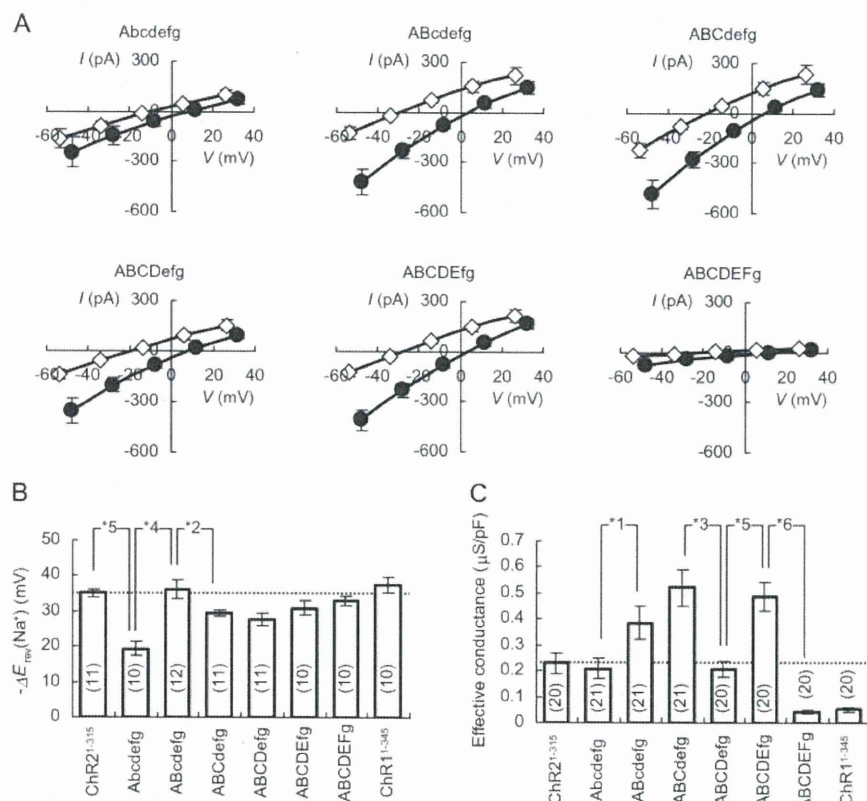 A
Abcdefg
I (pA)
300
0
-60 -40 -20 0 20 40
-300
V (mV)
-600
ABcdefg
I (pA)
300
0
-60 -40 -20 0 20 40
-300
V (mV)
-600
ABCdefg
I (pA)
300
0
-60 -40 -20 0 20 40
-300
V (mV)
-600
ABCDefg
I (pA)
300
0
-60 -40 -20 0 20 40
V (mV)
-300
-600
ABCDEfg
I (pA)
300
0
-60 -40 -20 0 20 40
V (mV)
-300
-600
ABCDEFg
I (pA)
300
0
-60 -40 -20 0 20 40
V (mV)
-300
-600
B
-ΔErev(Na⁺) (mV)
50
40
30
20
10
0
*5 *4 *2
(11) (10) (12) (11) (11) (10) (10) (10)
ChR2¹⁻³¹⁵
Abcdefg
ABcdefg
ABCdefg
ABCDefg
ABCDEfg
ABCDEFg
ChR1¹⁻³⁴⁵
C
Effective conductance (μS/pF)
0.7
0.6
0.5
0.4
0.3
0.2
0.1
0
*1 *3 *5 *6
(20) (21) (21) (21) (20) (20) (20) (20)
ChR2¹⁻³¹⁵
Abcdefg
ABcdefg
ABCdefg
ABCDefg
ABCDEfg
ABCDEFg
ChR1¹⁻³⁴⁵